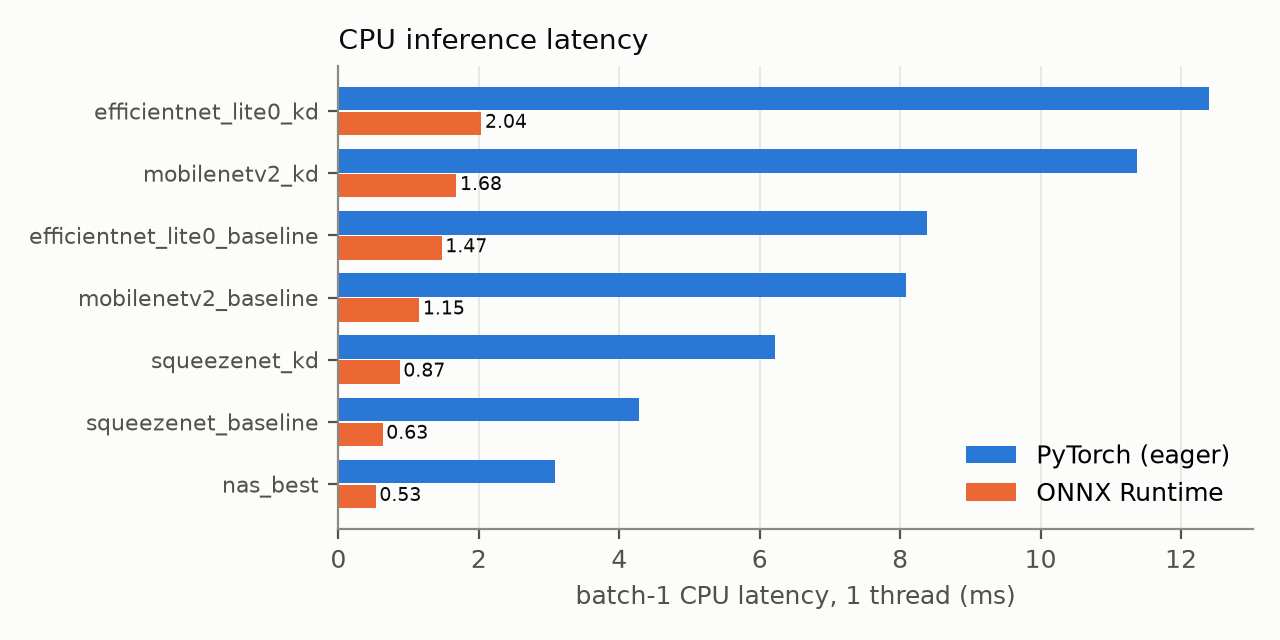 CPU inference latency
efficientnet_lite0_kd
2.04
mobilenetv2_kd
1.68
efficientnet_lite0_baseline
1.47
mobilenetv2_baseline
1.15
squeezenet_kd
0.87
squeezenet_baseline
0.63
nas_best
0.53
PyTorch (eager)
ONNX Runtime
0 2 4 6 8 10 12
batch-1 CPU latency, 1 thread (ms)